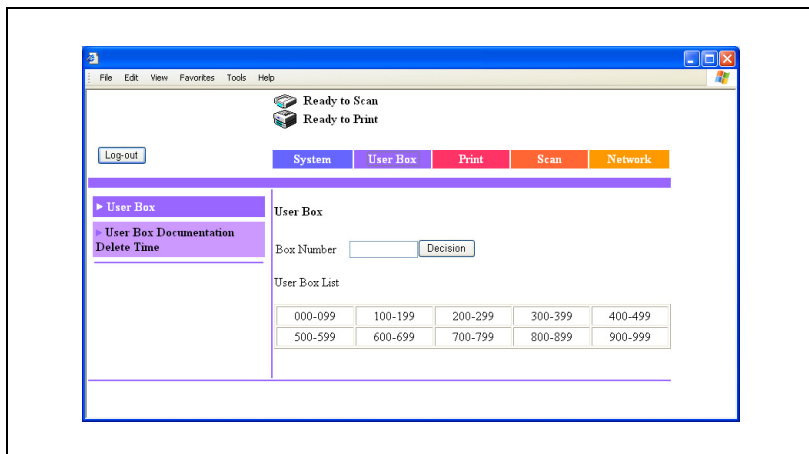 File Edit View Favorites Tools Help
Ready to Scan
Ready to Print
Log-out
System User Box Print Scan Network
User Box
User Box Documentation
Delete Time
User Box
Box Number Decision
User Box List
000-099 100-199 200-299 300-399 400-499
500-599 600-699 700-799 800-899 900-999